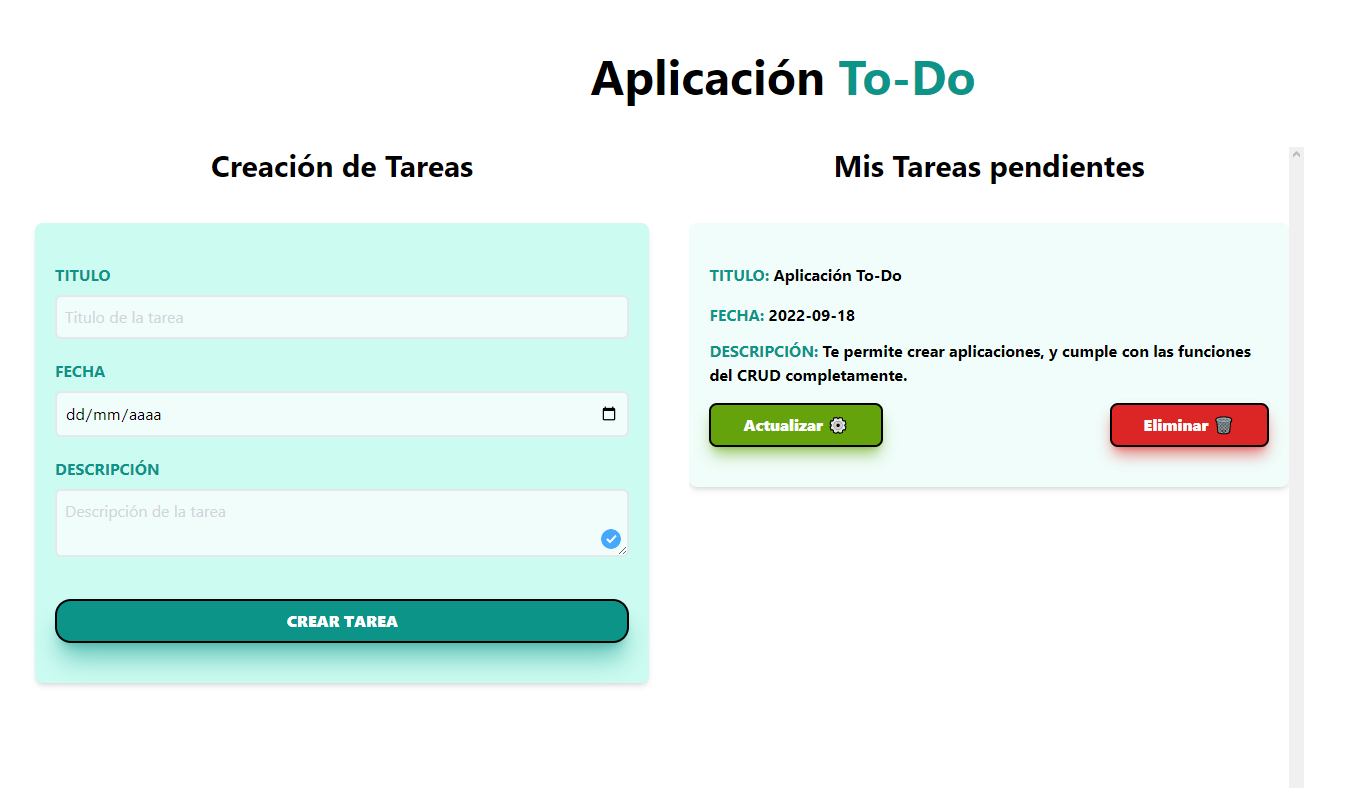 Aplicación To-Do
Creación de Tareas
TITULO
Titulo de la tarea
FECHA
dd/mm/aaaa
DESCRIPCIÓN
Descripción de la tarea
CREAR TAREA
Mis Tareas pendientes
TITULO: Aplicación To-Do
FECHA: 2022-09-18
DESCRIPCIÓN: Te permite crear aplicaciones, y cumple con las funciones
del CRUD completamente.
Actualizar
Eliminar